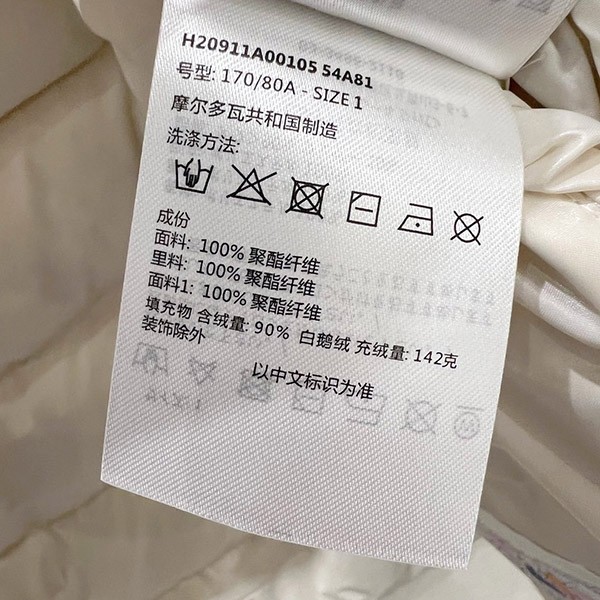 H20911A00105 54A81
号型: 170/80A - SIZE 1
摩尔多瓦共和国制造
洗涤方法:
成份
面料: 100% 聚酯纤维
里料: 100% 聚酯纤维
面料1: 100% 聚酯纤维
填充物 含绒量: 90% 白鹅绒 充绒量: 142克
装饰除外
以中文标识为准